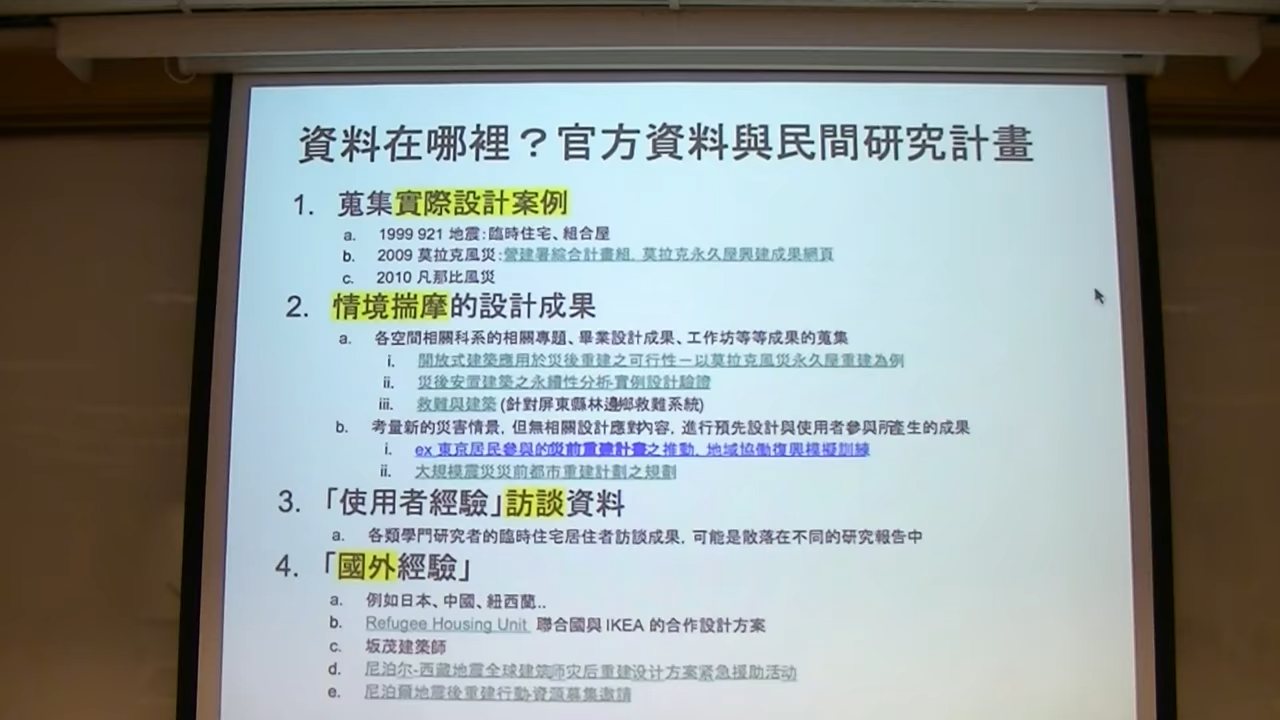 資料在哪裡？官方資料與民間研究計畫
1. 蒐集實際設計案例
a. 1999 921 地震：臨時住宅、組合屋
b. 2009 莫拉克風災：營建署綜合計畫組, 莫拉克永久屋興建成果網頁
c. 2010 凡那比風災
2. 情境揣摩的設計成果
a. 各空間相關科系的相關專題、畢業設計成果、工作坊等等成果的蒐集
i. 開放式建築應用於災後重建之可行性－以莫拉克風災永久屋重建為例
ii. 災後安置建築之永續性分析-實例設計驗證
iii. 救難與建築 (針對屏東縣林邊鄉救難系統)
b. 考量新的災害情景, 但無相關設計應對內容, 進行預先設計與使用者參與所產生的成果
i. ex 東京居民參與的災前重建計畫之推動, 地域協働復興模擬訓練
ii. 大規模震災災前都市重建計劃之規劃
3. 「使用者經驗」訪談資料
a. 各類學門研究者的臨時住宅居住者訪談成果, 可能是散落在不同的研究報告中
4. 「國外經驗」
a. 例如日本、中國、紐西蘭..
b. Refugee Housing Unit 聯合國與 IKEA 的合作設計方案
c. 坂茂建築師
d. 尼泊尔-西藏地震全球建筑师灾后重建设计方案紧急援助活动
e. 尼泊爾地震後重建行動-資源募集邀請